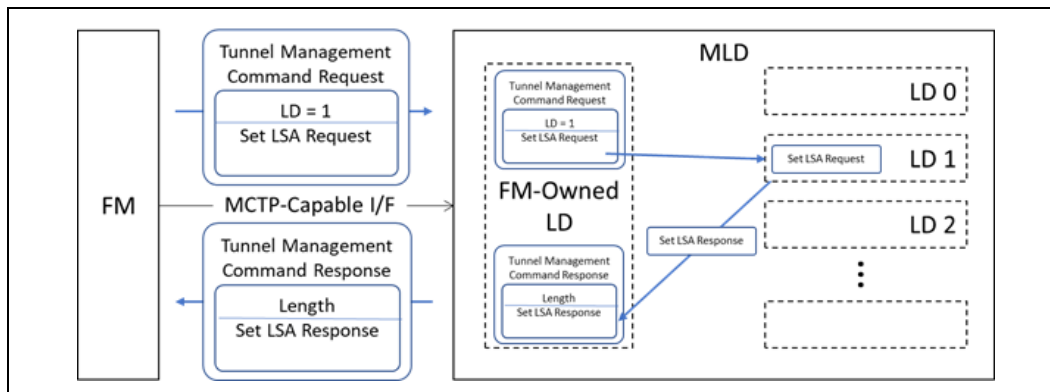 FM
Tunnel Management
Command Request
LD = 1
Set LSA Request
MCTP-Capable I/F
Tunnel Management
Command Response
Length
Set LSA Response
MLD
Tunnel Management
Command Request
LD = 1
Set LSA Request
FM-Owned
LD
Tunnel Management
Command Response
Length
Set LSA Response
Set LSA Response
LD 0
Set LSA Request
LD 1
LD 2